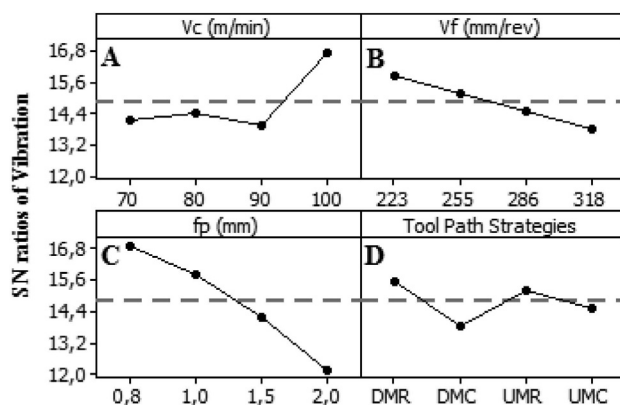 Vc (m/min) Vf (mm/rev)
16,8 A B
15,6
14,4
13,2
12,0
70 80 90 100 223 255 286 318
fp (mm) Tool Path Strategies
16,8 C D
15,6
14,4
13,2
12,0
0,8 1,0 1,5 2,0 DMR DMC UMR UMC
SN ratios of Vibration